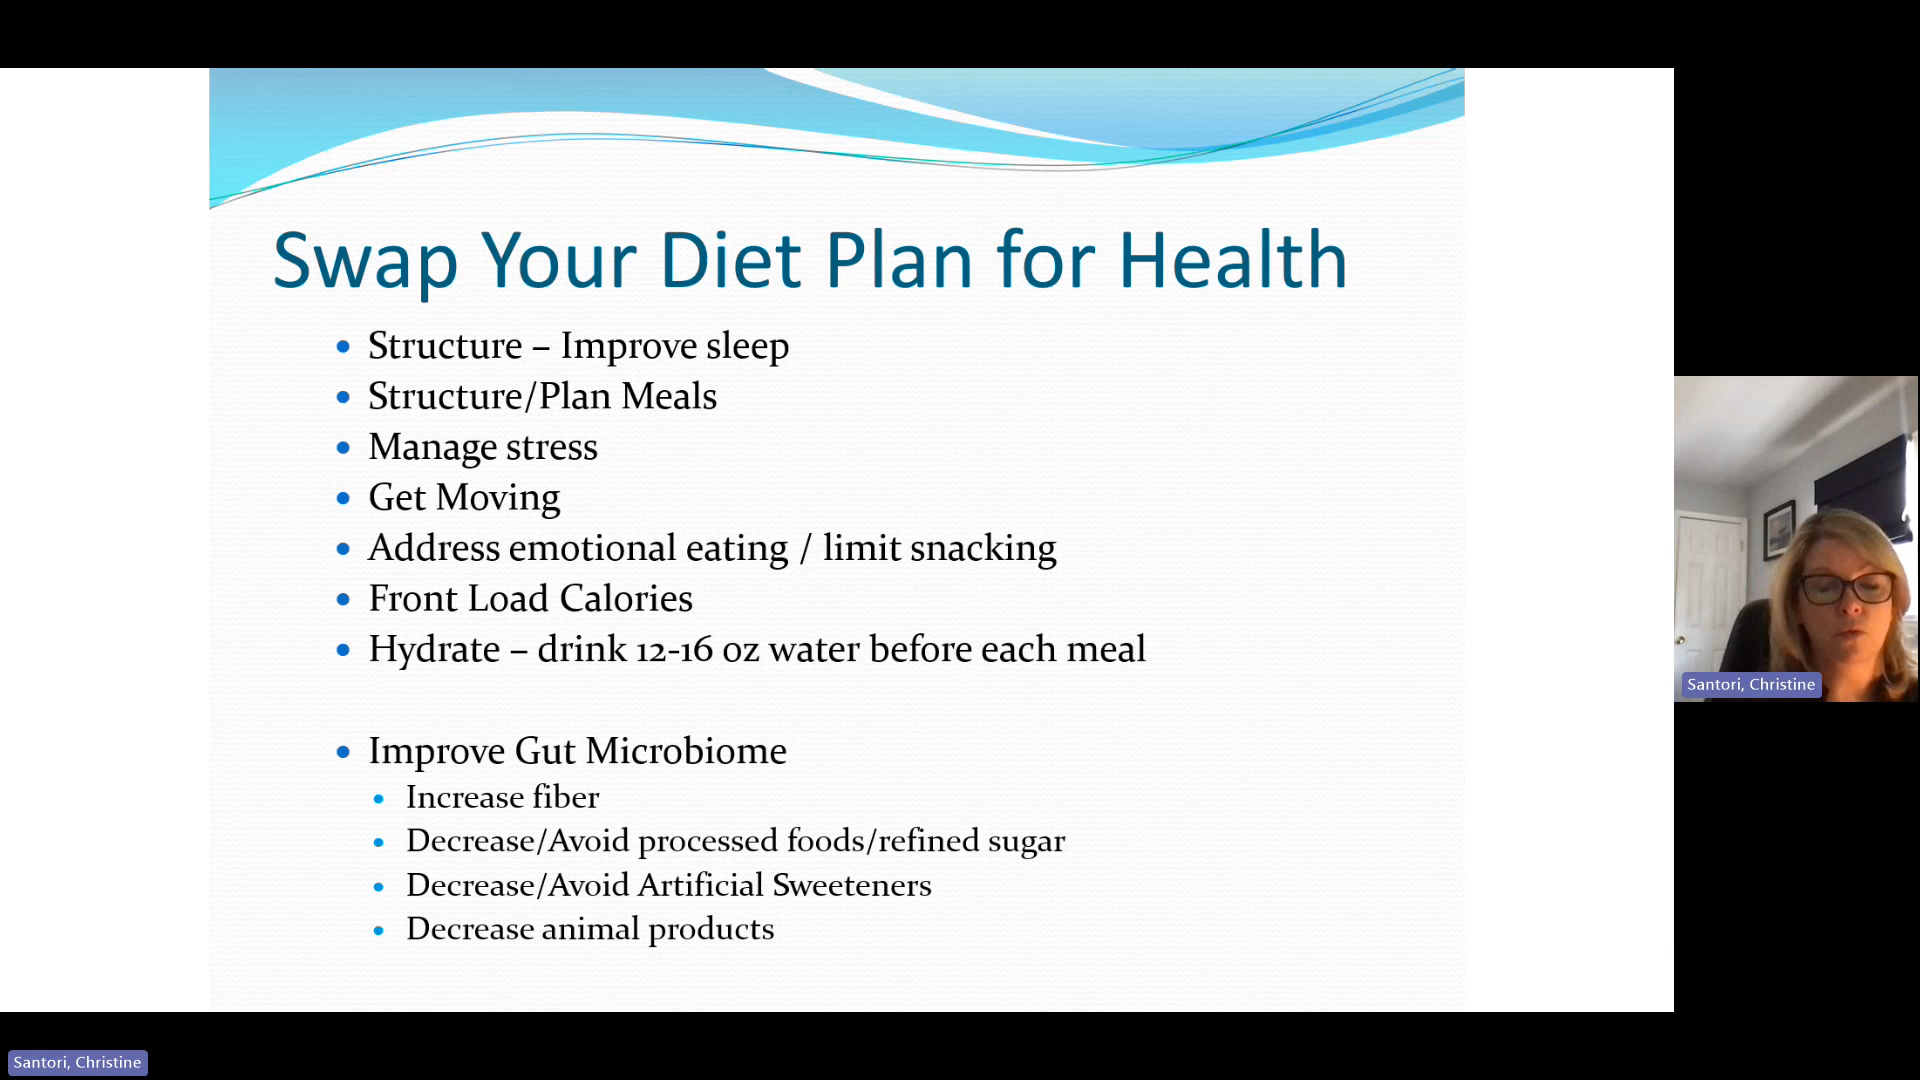 Swap Your Diet Plan for Health
Structure – Improve sleep
Structure/Plan Meals
Manage stress
Get Moving
Address emotional eating / limit snacking
Front Load Calories
Hydrate – drink 12-16 oz water before each meal
Improve Gut Microbiome
Increase fiber
Decrease/Avoid processed foods/refined sugar
Decrease/Avoid Artificial Sweeteners
Decrease animal products
Santori, Christine
Santori, Christine